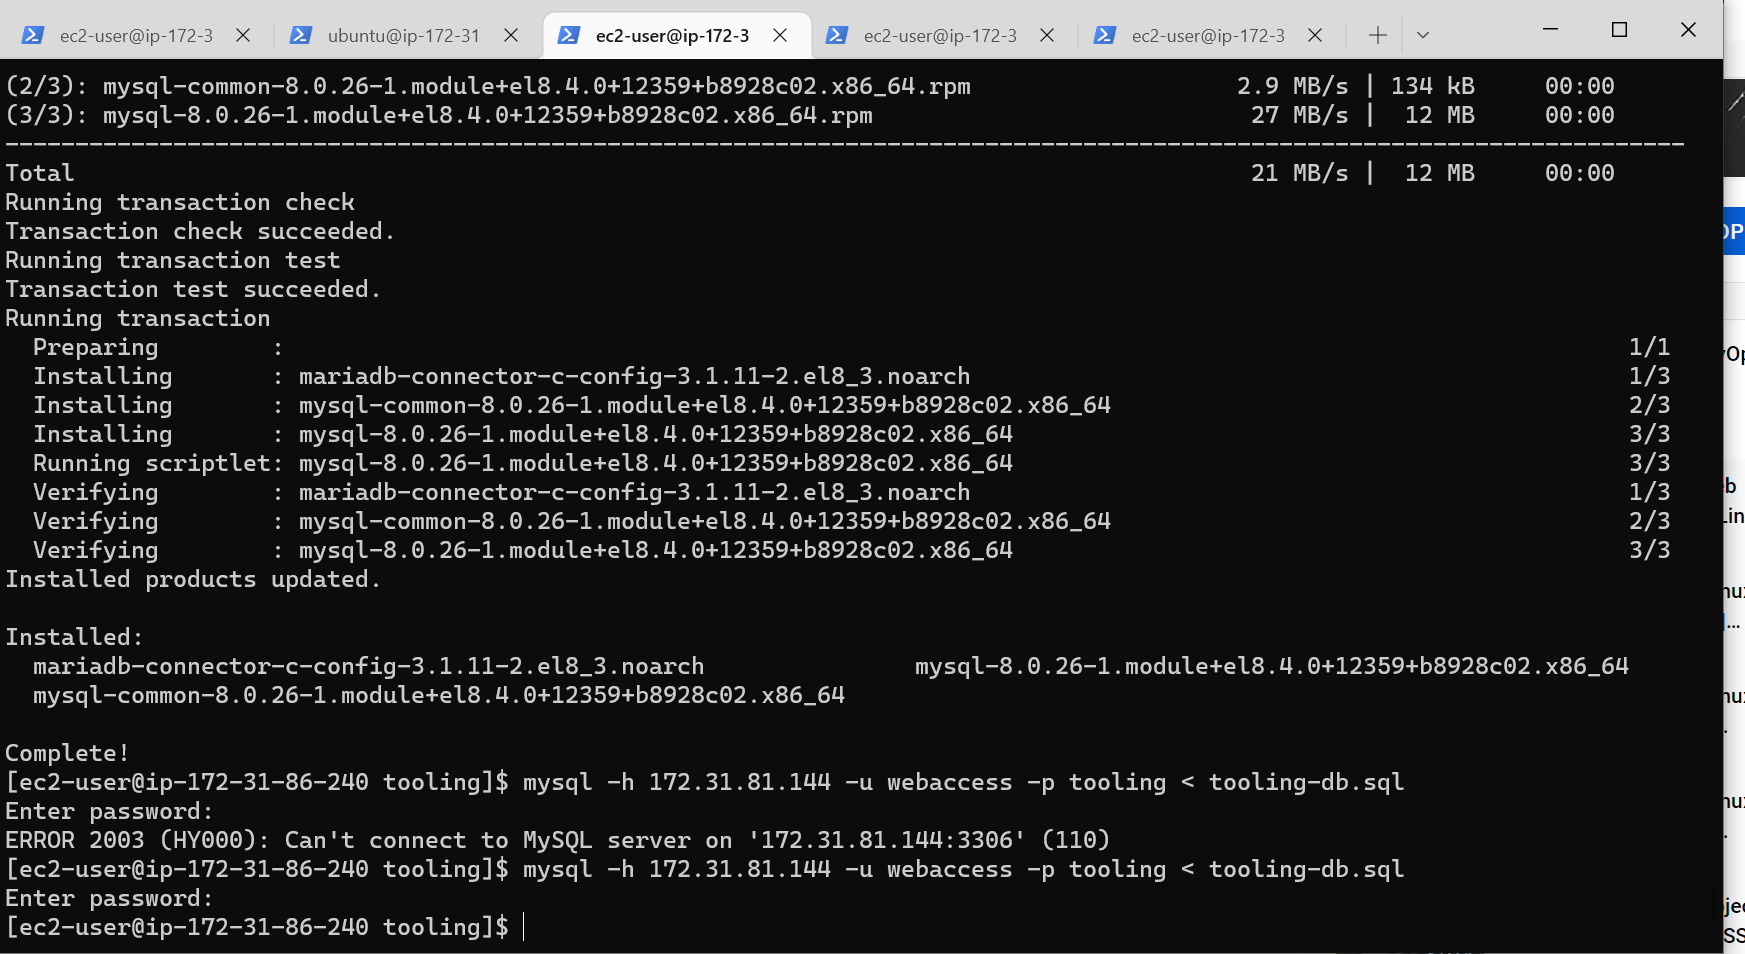 ec2-user@ip-172-3
ubuntu@ip-172-31
ec2-user@ip-172-3
ec2-user@ip-172-3
ec2-user@ip-172-3
(2/3): mysql-common-8.0.26-1.module+el8.4.0+12359+b8928c02.x86_64.rpm 2.9 MB/s | 134 kB 00:00
(3/3): mysql-8.0.26-1.module+el8.4.0+12359+b8928c02.x86_64.rpm 27 MB/s | 12 MB 00:00
--------------------------------------------------------------------------------
Total 21 MB/s | 12 MB 00:00
Running transaction check
Transaction check succeeded.
Running transaction test
Transaction test succeeded.
Running transaction
Preparing : 1/1
Installing : mariadb-connector-c-config-3.1.11-2.el8_3.noarch 1/3
Installing : mysql-common-8.0.26-1.module+el8.4.0+12359+b8928c02.x86_64 2/3
Installing : mysql-8.0.26-1.module+el8.4.0+12359+b8928c02.x86_64 3/3
Running scriptlet: mysql-8.0.26-1.module+el8.4.0+12359+b8928c02.x86_64 3/3
Verifying : mariadb-connector-c-config-3.1.11-2.el8_3.noarch 1/3
Verifying : mysql-common-8.0.26-1.module+el8.4.0+12359+b8928c02.x86_64 2/3
Verifying : mysql-8.0.26-1.module+el8.4.0+12359+b8928c02.x86_64 3/3
Installed products updated.
Installed:
mariadb-connector-c-config-3.1.11-2.el8_3.noarch mysql-8.0.26-1.module+el8.4.0+12359+b8928c02.x86_64
mysql-common-8.0.26-1.module+el8.4.0+12359+b8928c02.x86_64
Complete!
[ec2-user@ip-172-31-86-240 tooling]$ mysql -h 172.31.81.144 -u webaccess -p tooling < tooling-db.sql
Enter password:
ERROR 2003 (HY000): Can't connect to MySQL server on '172.31.81.144:3306' (110)
[ec2-user@ip-172-31-86-240 tooling]$ mysql -h 172.31.81.144 -u webaccess -p tooling < tooling-db.sql
Enter password:
[ec2-user@ip-172-31-86-240 tooling]$